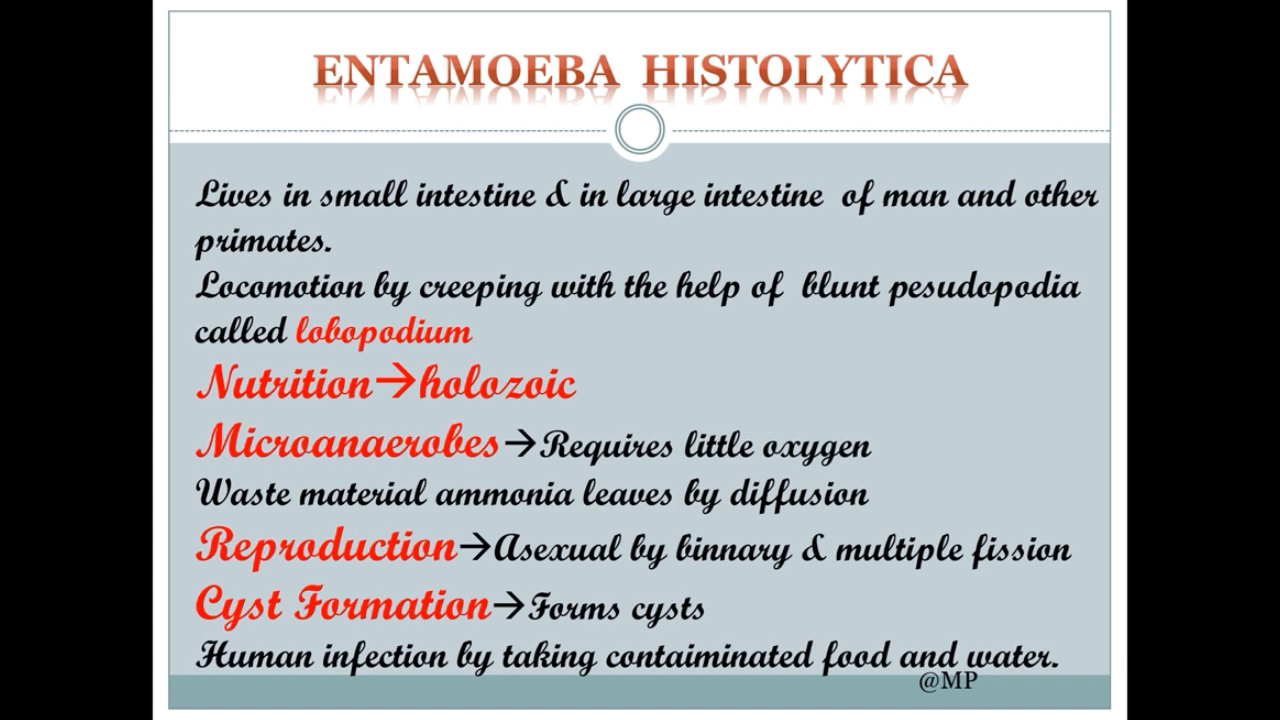 ENTAMOEBA HISTOLYTICA
Lives in small intestine & in large intestine of man and other
primates.
Locomotion by creeping with the help of blunt pesudopodia
called lobopodium
Nutrition→holozoic
Microanaerobes→Requires little oxygen
Waste material ammonia leaves by diffusion
Reproduction→Asexual by binnary & multiple fission
Cyst Formation→Forms cysts
Human infection by taking contaiminated food and water.
@MP